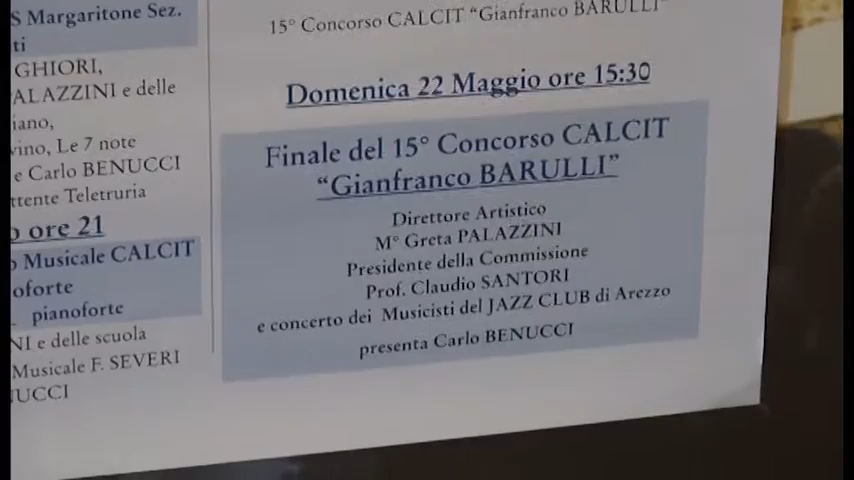 S Margaritone Sez.
ti
GHIORI,
ALAZZINI e delle
iano,
vino, Le 7 note
e Carlo BENUCCI
ttente Teletruria
o ore 21
o Musicale CALCIT
oforte
pianoforte
NI e delle scuola
Musicale F. SEVERI
UCCI
15° Concorso CALCIT "Gianfranco BARULLI"
Domenica 22 Maggio ore 15:30
Finale del 15° Concorso CALCIT
"Gianfranco BARULLI"
Direttore Artistico
M° Greta PALAZZINI
Presidente della Commissione
Prof. Claudio SANTORI
e concerto dei Musicisti del JAZZ CLUB di Arezzo
presenta Carlo BENUCCI